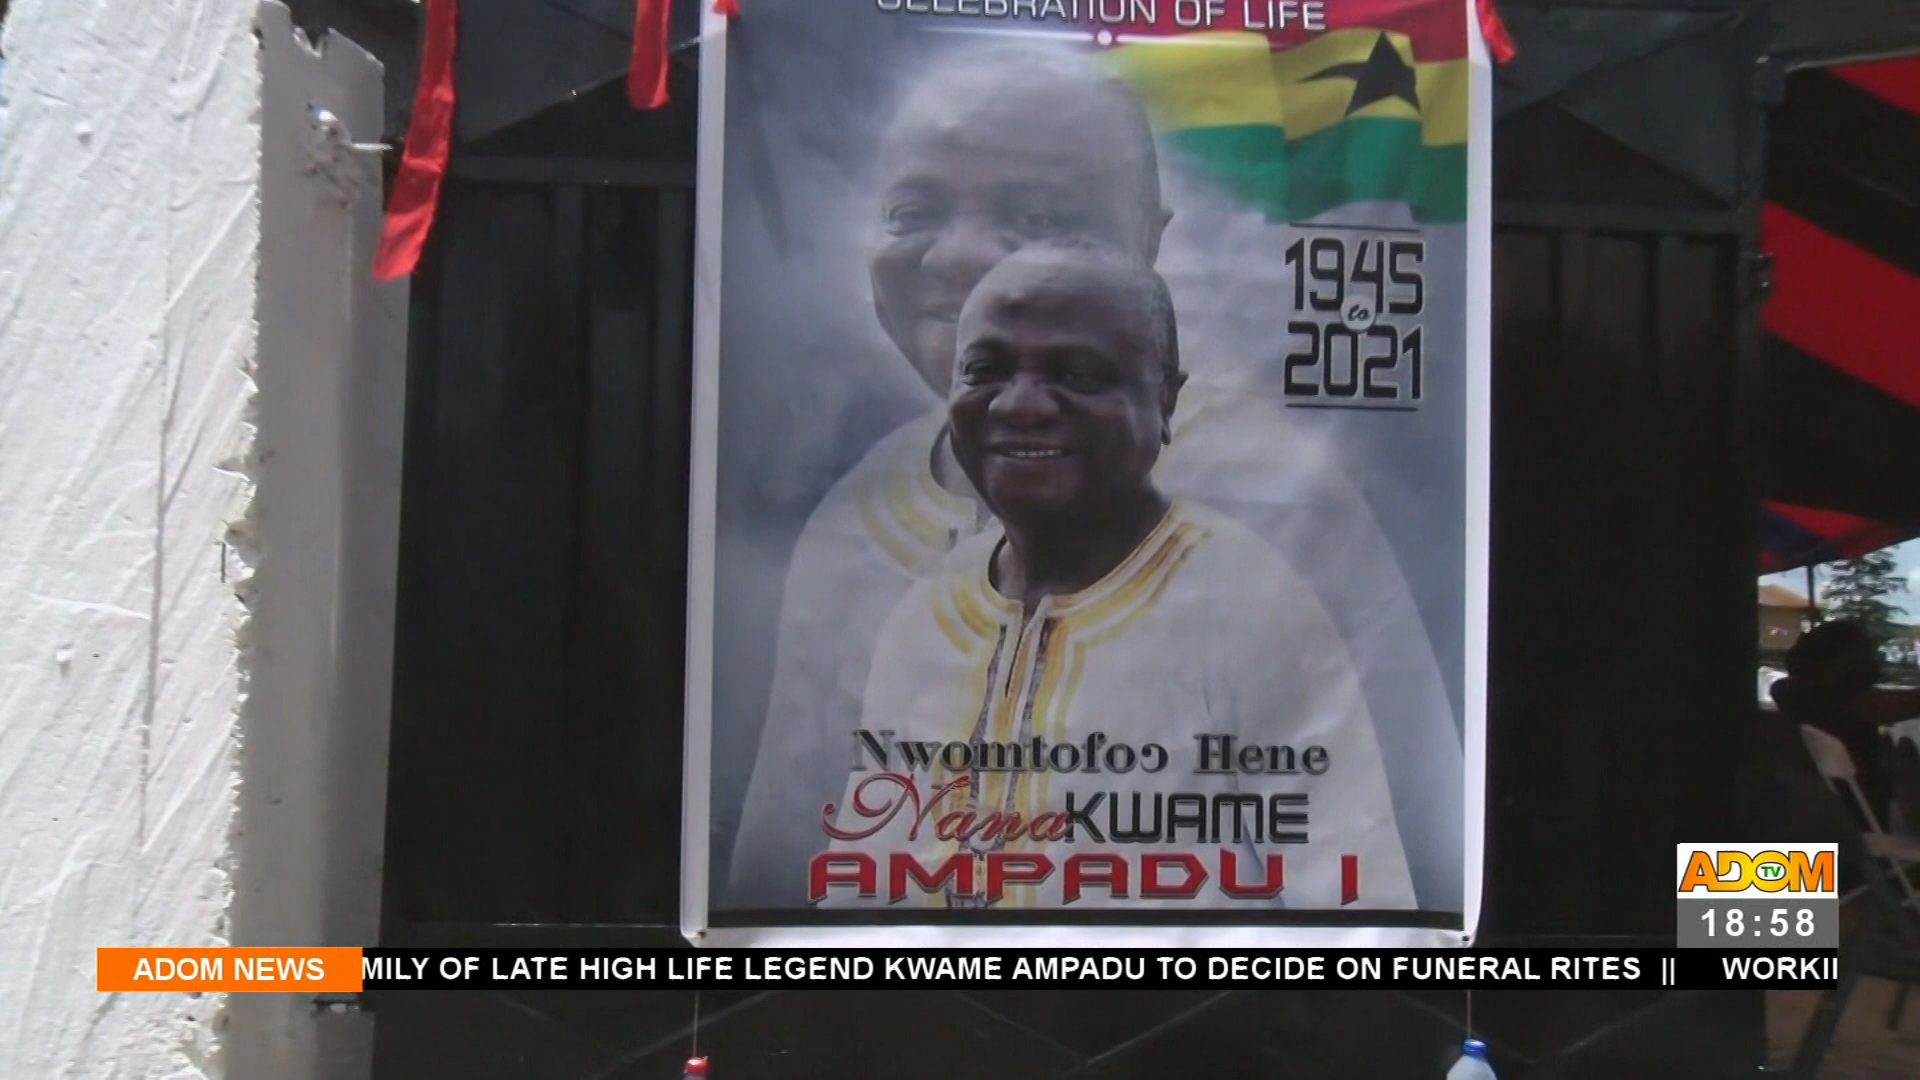 CELEBRATION OF LIFE
1945
to
2021
Nwomtofoɔ Hene
Nana KWAME
AMPADU I
ADOM
TV
18:58
ADOM NEWS
MILY OF LATE HIGH LIFE LEGEND KWAME AMPADU TO DECIDE ON FUNERAL RITES || WORKI